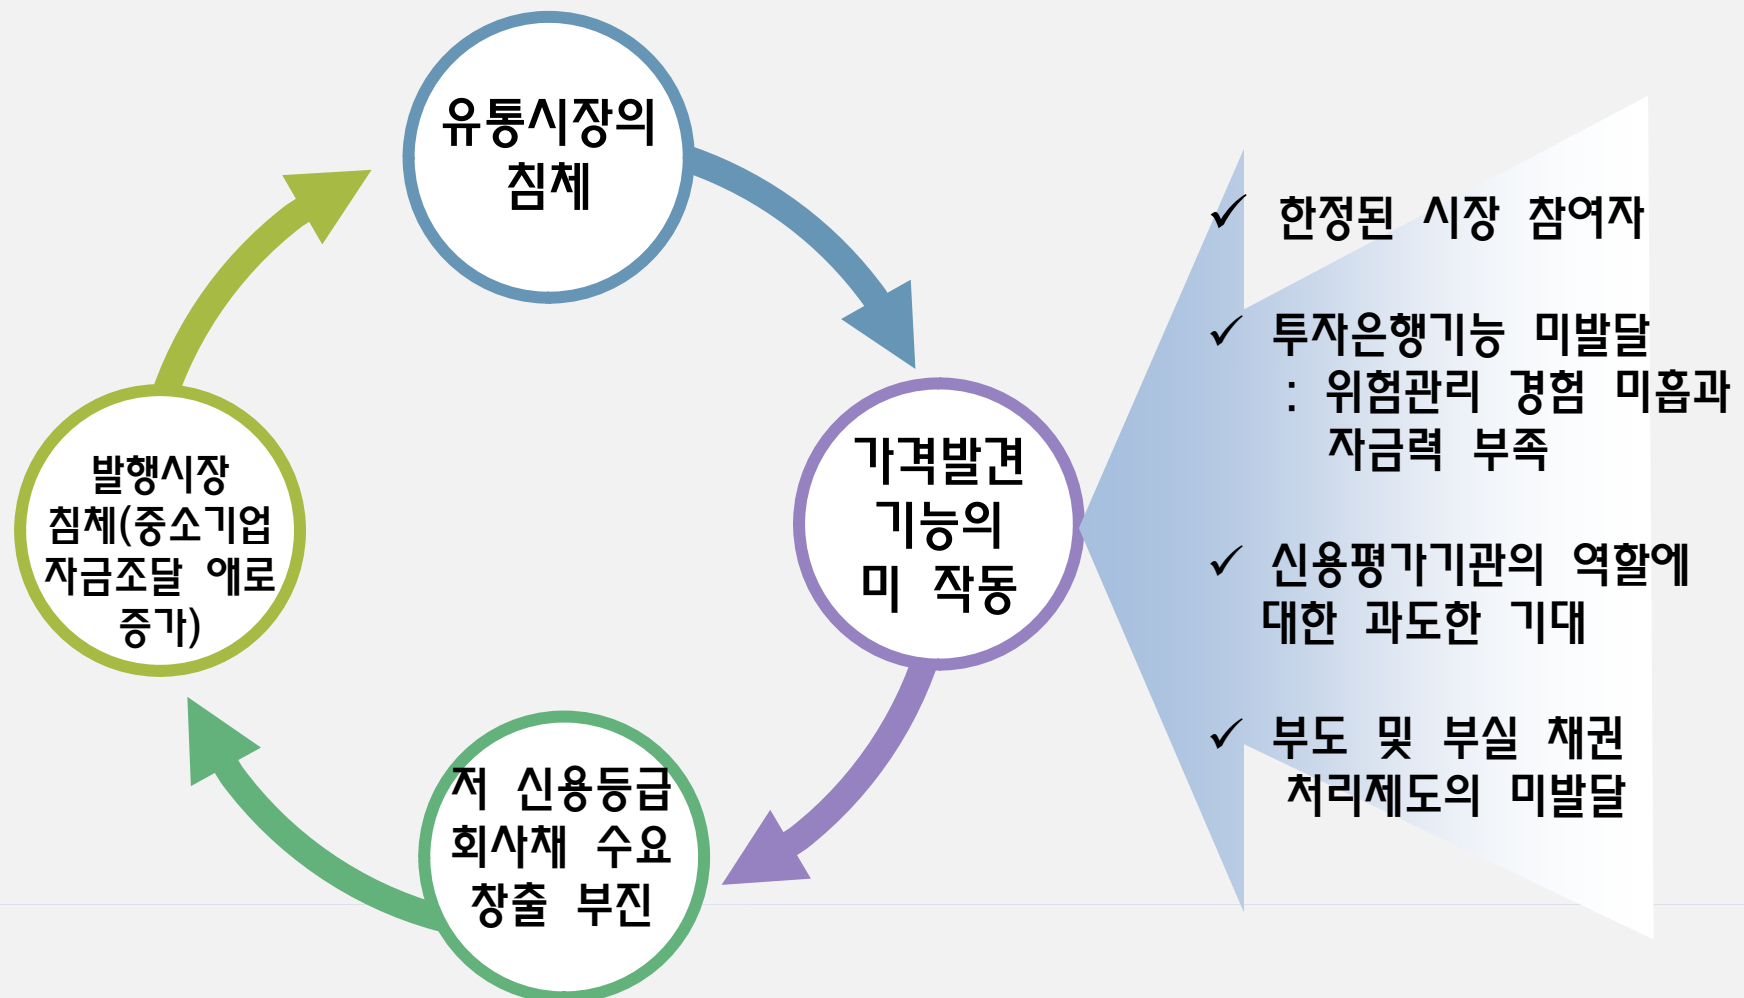 유통시장의
침체
가격발견
기능의
미 작동
저 신용등급
회사채 수요
창출 부진
발행시장
침체(중소기업
자금조달 애로
증가)
✓ 한정된 시장 참여자
✓ 투자은행기능 미발달
: 위험관리 경험 미흡과
자금력 부족
✓ 신용평가기관의 역할에
대한 과도한 기대
✓ 부도 및 부실 채권
처리제도의 미발달